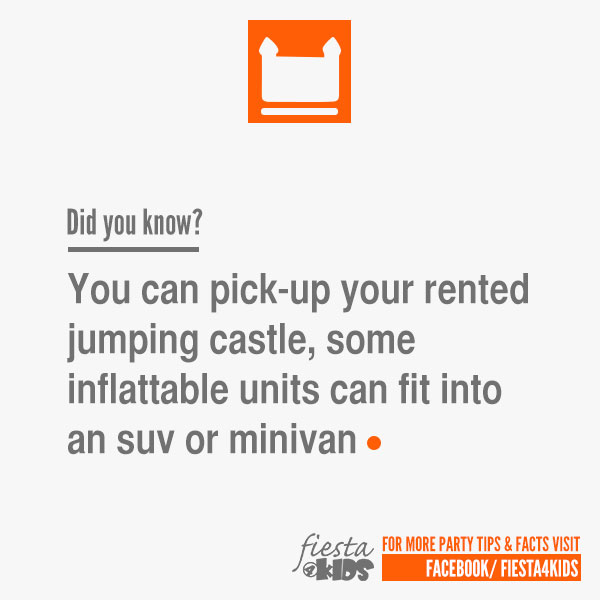 Did you know?
You can pick-up your rented
jumping castle, some
inflattable units can fit into
an suv or minivan
fiesta
4KIDS
FOR MORE PARTY TIPS & FACTS VISIT
FACEBOOK/ FIESTA4KIDS